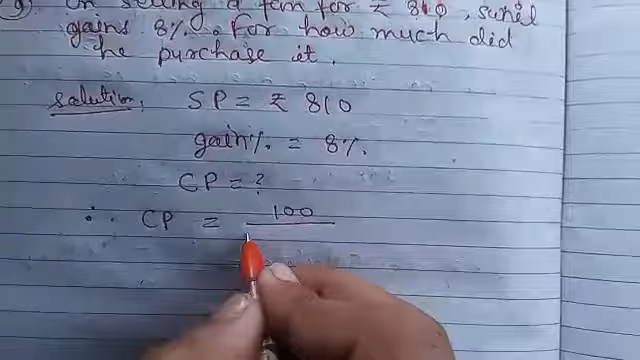 9) On selling a fan for ₹ 810, sunil
gains 8%. For how much did
he purchase it.
Solution, SP = ₹ 810
gain% = 8%.
CP = ?
∴ CP = 100